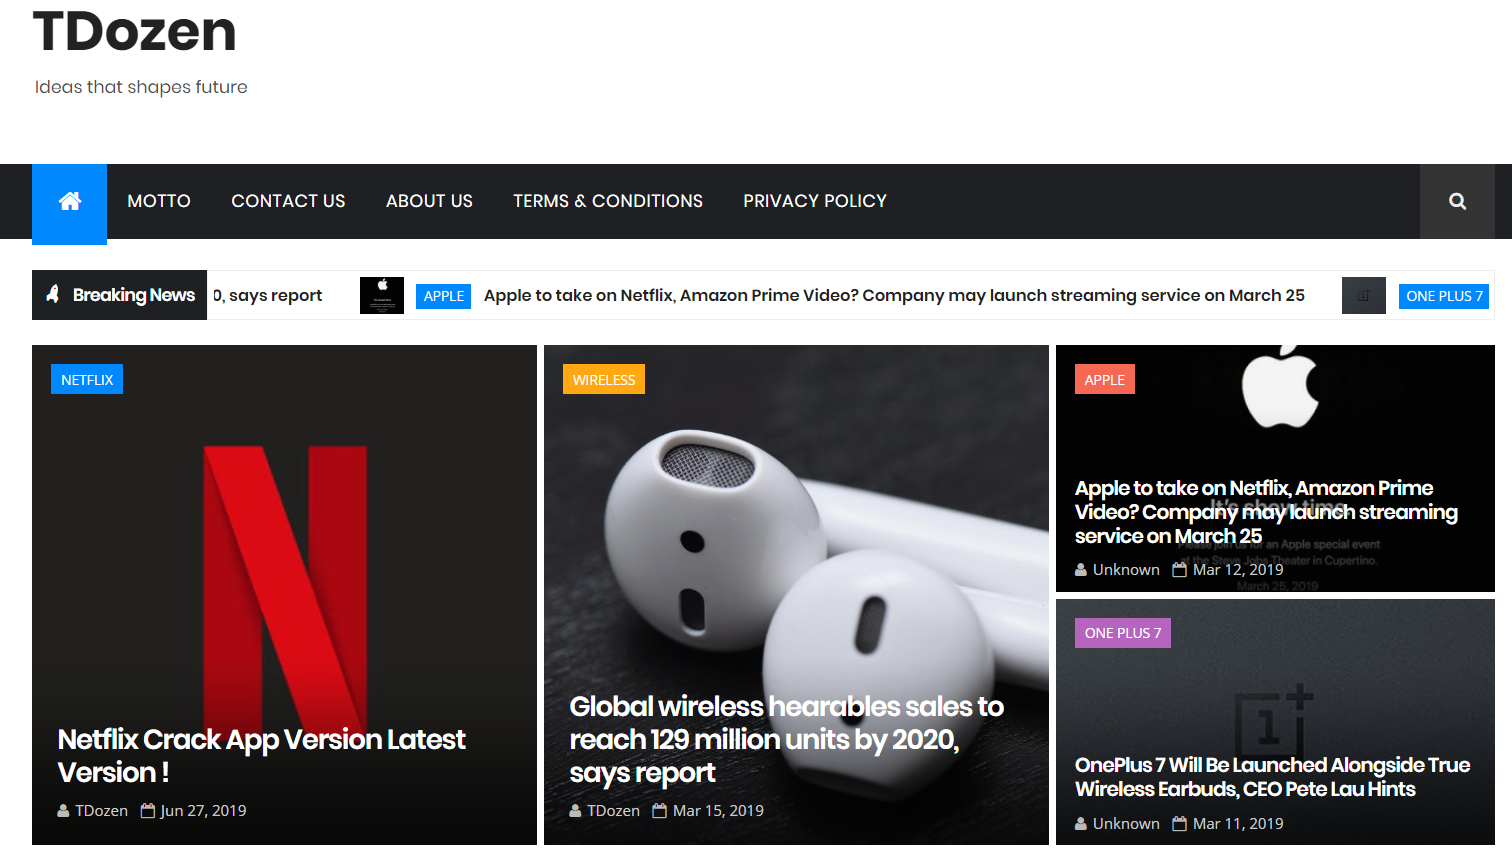 TDozen
Ideas that shapes future
MOTTO CONTACT US ABOUT US TERMS & CONDITIONS PRIVACY POLICY
Breaking News 0, says report APPLE Apple to take on Netflix, Amazon Prime Video? Company may launch streaming service on March 25 ONE PLUS 7
NETFLIX
Netflix Crack App Version Latest
Version !
TDozen Jun 27, 2019
WIRELESS
Global wireless hearables sales to
reach 129 million units by 2020,
says report
TDozen Mar 15, 2019
APPLE
Apple to take on Netflix, Amazon Prime
Video? Company may launch streaming
service on March 25
It's show time.
Please join us for an Apple special event
at the Steve Jobs Theater in Cupertino.
March 25, 2019
Unknown Mar 12, 2019
ONE PLUS 7
OnePlus 7 Will Be Launched Alongside True
Wireless Earbuds, CEO Pete Lau Hints
Unknown Mar 11, 2019